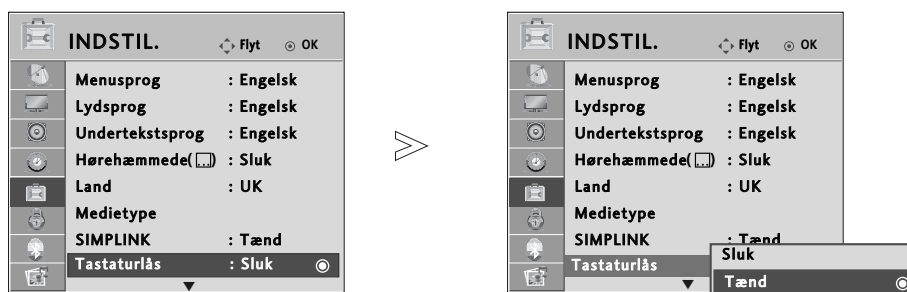 INDSTIL. Flyt OK
Menusprog : Engelsk
Lydsprog : Engelsk
Undertekstsprog : Engelsk
Hørehæmmede( ) : Sluk
Land : UK
Medietype
SIMPLINK : Tænd
Tastaturlås : Sluk
INDSTIL. Flyt OK
Menusprog : Engelsk
Lydsprog : Engelsk
Undertekstsprog : Engelsk
Hørehæmmede( ) : Sluk
Land : UK
Medietype
SIMPLINK : Tænd
Tastaturlås
Sluk
Tænd